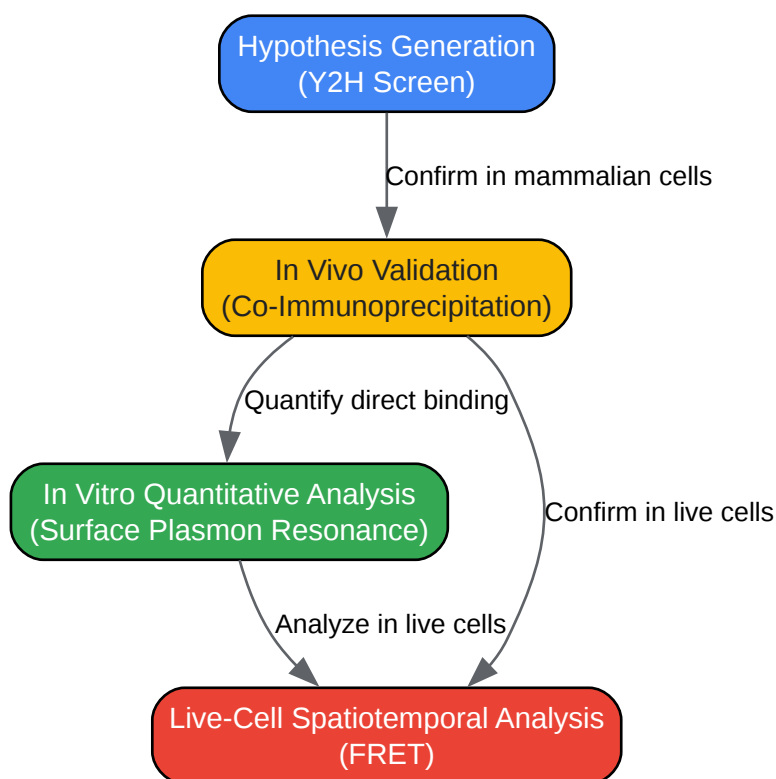 Hypothesis Generation
(Y2H Screen)
Confirm in mammalian cells
In Vivo Validation
(Co-Immunoprecipitation)
Quantify direct binding
In Vitro Quantitative Analysis
(Surface Plasmon Resonance)
Confirm in live cells
Analyze in live cells
Live-Cell Spatiotemporal Analysis
(FRET)